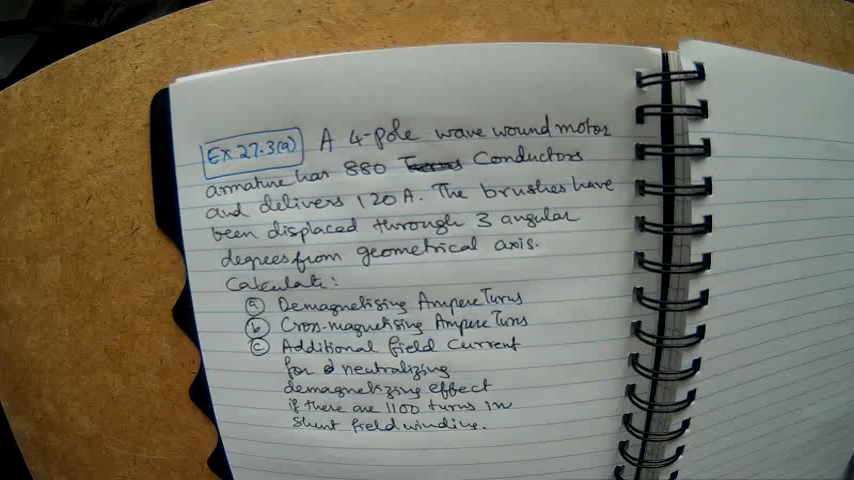 Ex 27.3(a) A 4-pole wave wound motor
armature has 880 Turns Conductors
and delivers 120A. The brushes have
been displaced through 3 angular
degrees from geometrical axis.
Calculate:
(a) Demagnetising Ampere Turns
(b) Cross-magnetising Ampere Turns
(c) Additional field Current
for neutralizing
demagnetizing effect
if there are 1100 turns in
Shunt field winding.